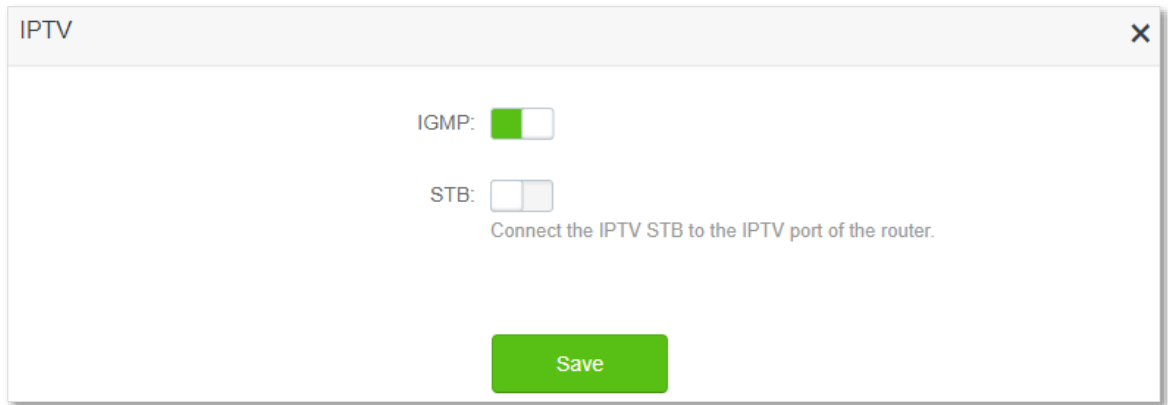 IPTV
IGMP:
STB:
Connect the IPTV STB to the IPTV port of the router.
Save